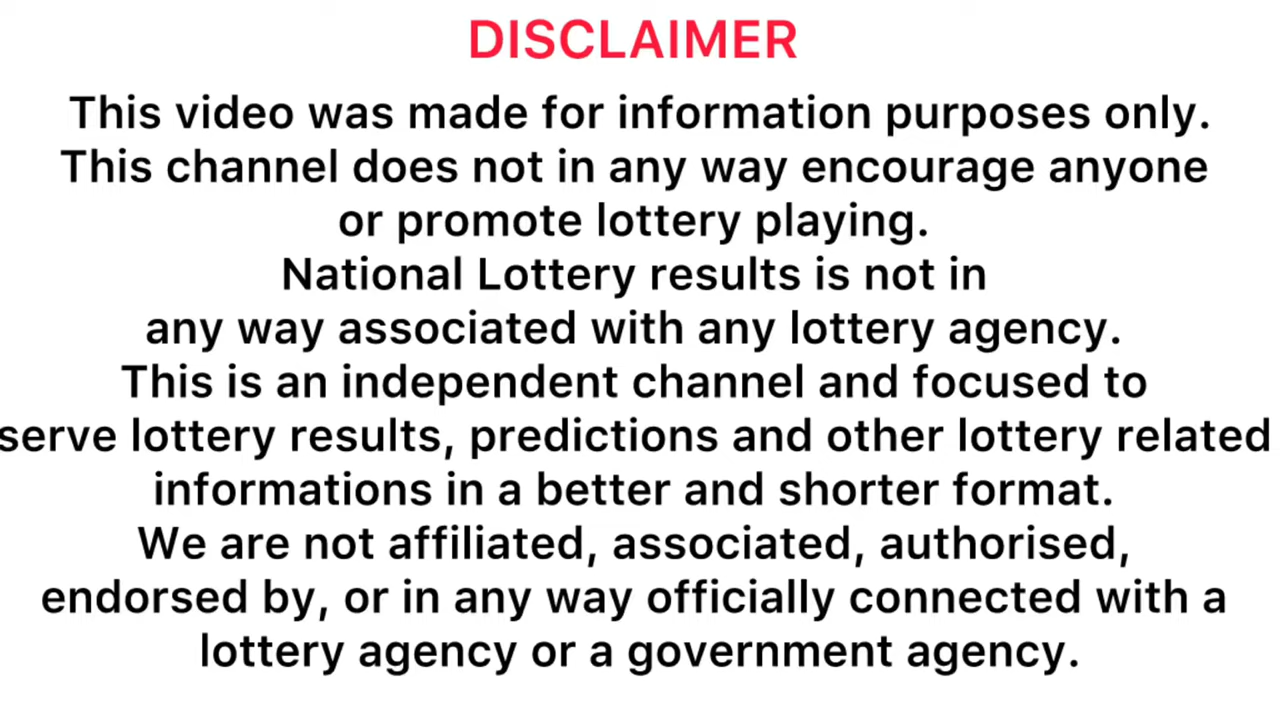 DISCLAIMER
This video was made for information purposes only.
This channel does not in any way encourage anyone
or promote lottery playing.
National Lottery results is not in
any way associated with any lottery agency.
This is an independent channel and focused to
serve lottery results, predictions and other lottery related
informations in a better and shorter format.
We are not affiliated, associated, authorised,
endorsed by, or in any way officially connected with a
lottery agency or a government agency.